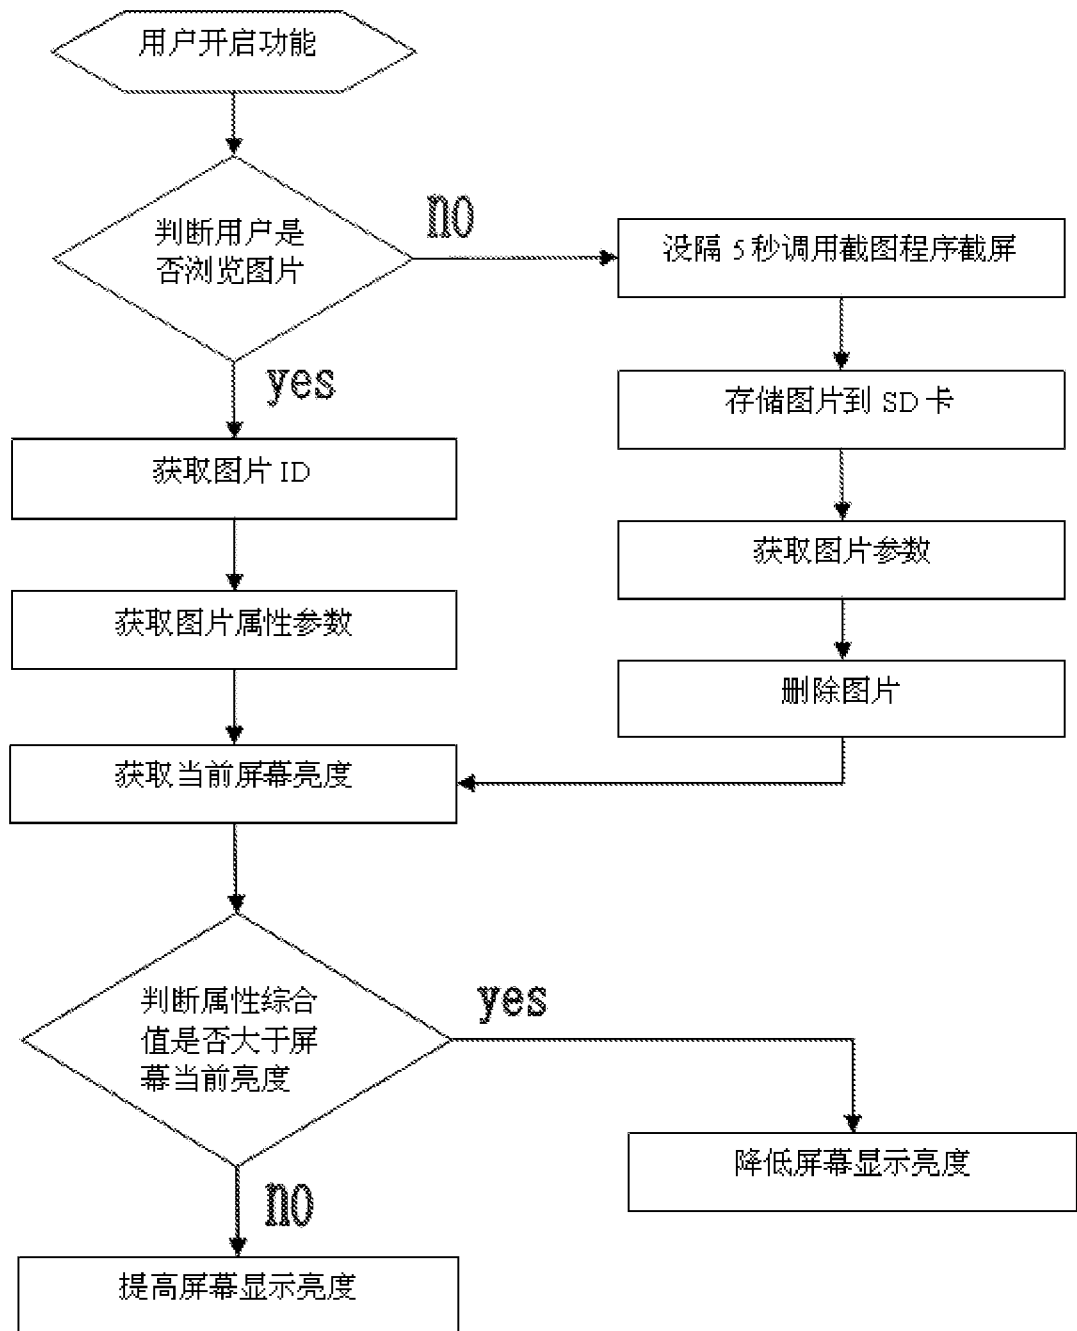 用户开启功能
判断用户是
否浏览图片
no
没隔 5 秒调用截图程序截屏
yes
存储图片到 SD 卡
获取图片 ID
获取图片参数
获取图片属性参数
删除图片
获取当前屏幕亮度
判断属性综合
值是否大于屏
幕当前亮度
yes
降低屏幕显示亮度
no
提高屏幕显示亮度